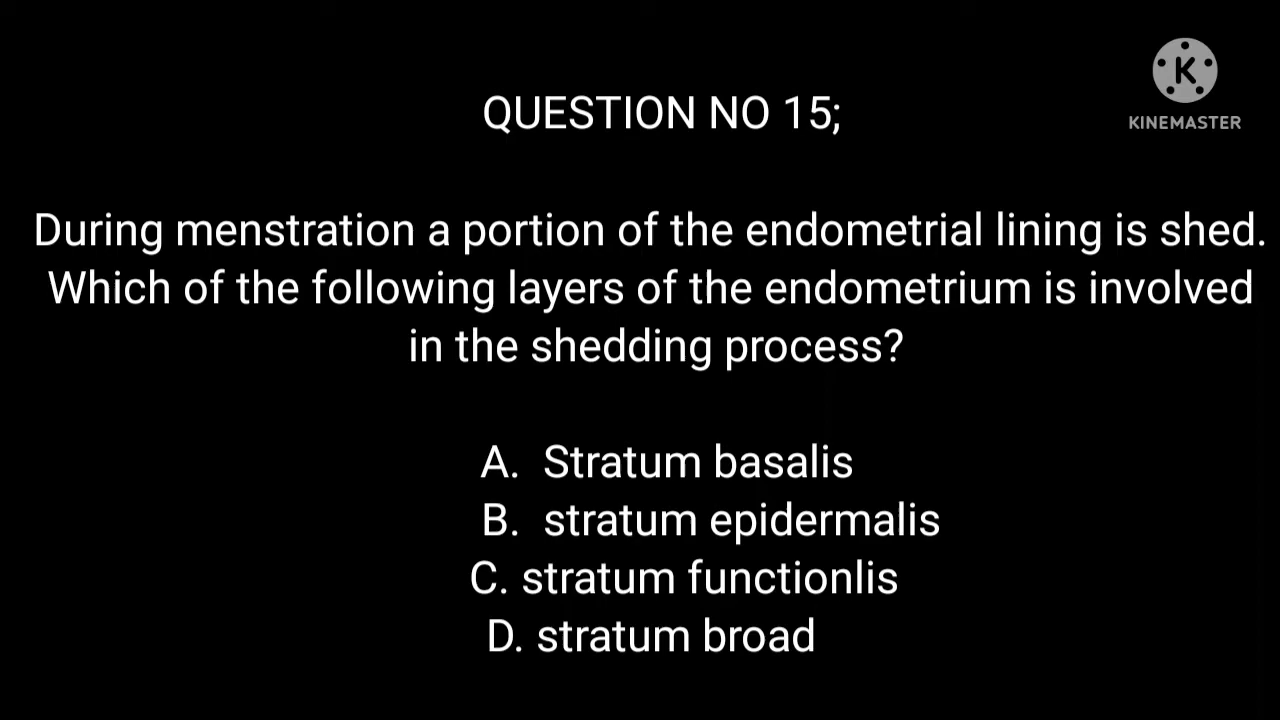 QUESTION NO 15;
KINEMASTER
During menstration a portion of the endometrial lining is shed.
Which of the following layers of the endometrium is involved
in the shedding process?
A. Stratum basalis
B. stratum epidermalis
C. stratum functionlis
D. stratum broad